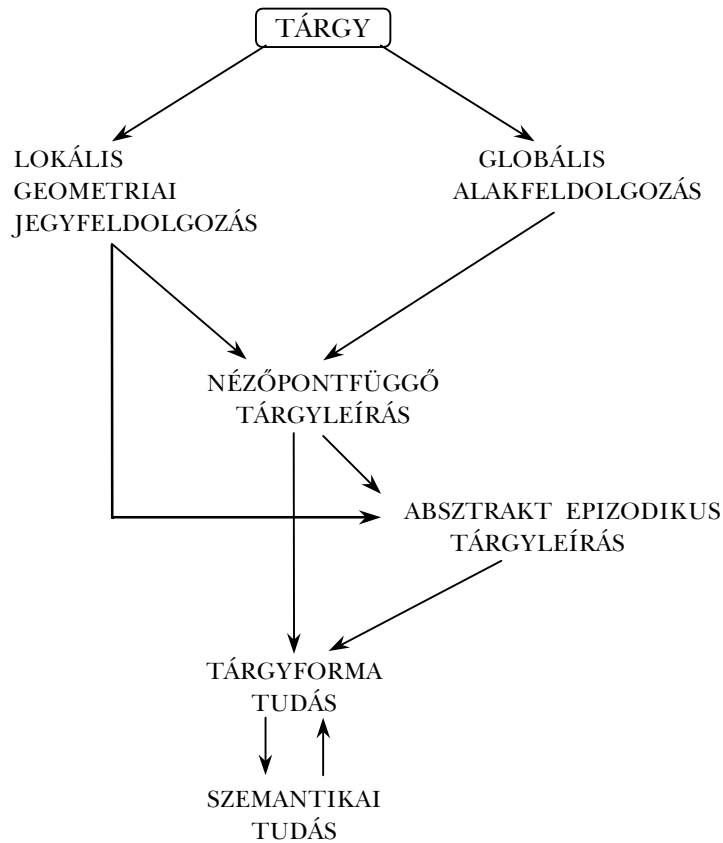 TÁRGY
LOKÁLIS
GEOMETRIAI
JEGYFELDOLGOZÁS
GLOBÁLIS
ALAKFELDOLGOZÁS
NÉZŐPONTFÜGGŐ
TÁRGYLEÍRÁS
ABSZTRAKT EPIZODIKUS
TÁRGYLEÍRÁS
TÁRGYFORMA
TUDÁS
SZEMANTIKAI
TUDÁS